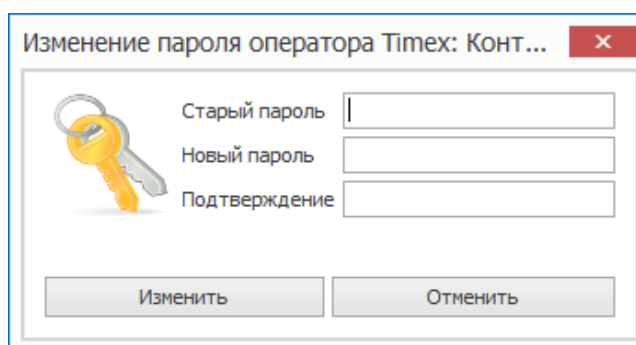 Изменение пароля оператора Timex: Конт...
Старый пароль
Новый пароль
Подтверждение
Изменить
Отменить